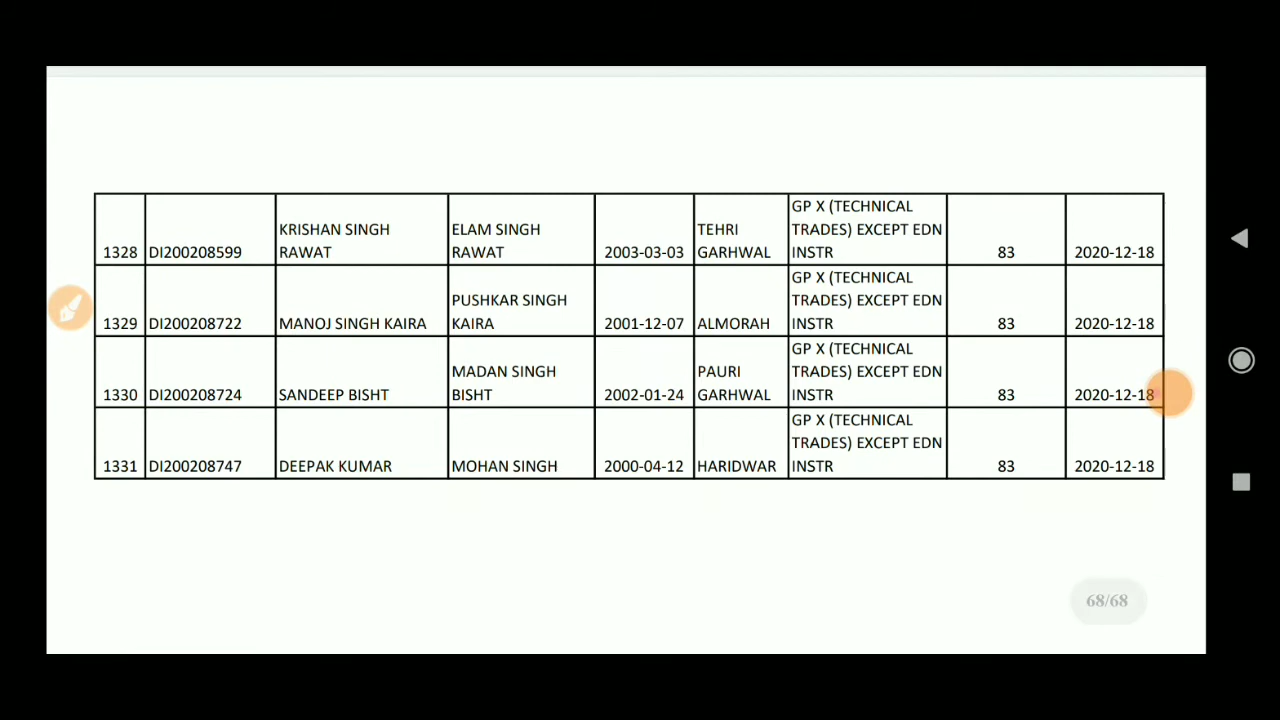 1328 DI200208599 KRISHAN SINGH RAWAT ELAM SINGH RAWAT 2003-03-03 TEHRI GARHWAL GP X (TECHNICAL TRADES) EXCEPT EDN INSTR 83 2020-12-18
1329 DI200208722 MANOJ SINGH KAIRA PUSHKAR SINGH KAIRA 2001-12-07 ALMORAH GP X (TECHNICAL TRADES) EXCEPT EDN INSTR 83 2020-12-18
1330 DI200208724 SANDEEP BISHT MADAN SINGH BISHT 2002-01-24 PAURI GARHWAL GP X (TECHNICAL TRADES) EXCEPT EDN INSTR 83 2020-12-18
1331 DI200208747 DEEPAK KUMAR MOHAN SINGH 2000-04-12 HARIDWAR GP X (TECHNICAL TRADES) EXCEPT EDN INSTR 83 2020-12-18
68/68